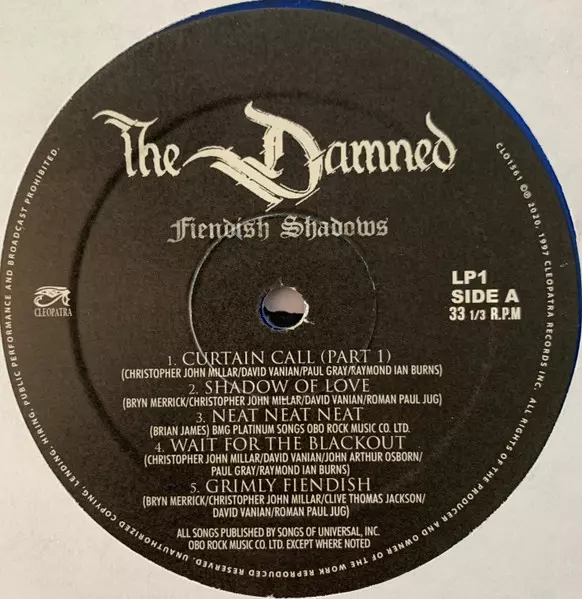 The Damned
Fiendish Shadows
CLEOPATRA
LP1
SIDE A
33 1/3 R.P.M
1. CURTAIN CALL (PART 1)
(CHRISTOPHER JOHN MILLAR/DAVID VANIAN/PAUL GRAY/RAYMOND IAN BURNS)
2. SHADOW OF LOVE
(BRYN MERRICK/CHRISTOPHER JOHN MILLAR/DAVID VANIAN/ROMAN PAUL JUG)
3. NEAT NEAT NEAT
(BRIAN JAMES) BMG PLATINUM SONGS OBO ROCK MUSIC CO. LTD.
4. WAIT FOR THE BLACKOUT
(CHRISTOPHER JOHN MILLAR/DAVID VANIAN/JOHN ARTHUR OSBORN/
PAUL GRAY/RAYMOND IAN BURNS)
5. GRIMLY FIENDISH
(BRYN MERRICK/CHRISTOPHER JOHN MILLAR/CLIVE THOMAS JACKSON/
DAVID VANIAN/ROMAN PAUL JUG)
ALL SONGS PUBLISHED BY SONGS OF UNIVERSAL, INC.
OBO ROCK MUSIC CO. LTD. EXCEPT WHERE NOTED
CLO1561 ©℗ 2020, 1997 CLEOPATRA RECORDS INC. ALL RIGHTS OF THE PRODUCER AND OWNER OF THE WORK REPRODUCED RESERVED. UNAUTHORIZED COPYING, LENDING, HIRING, PUBLIC PERFORMANCE AND BROADCAST PROHIBITED.